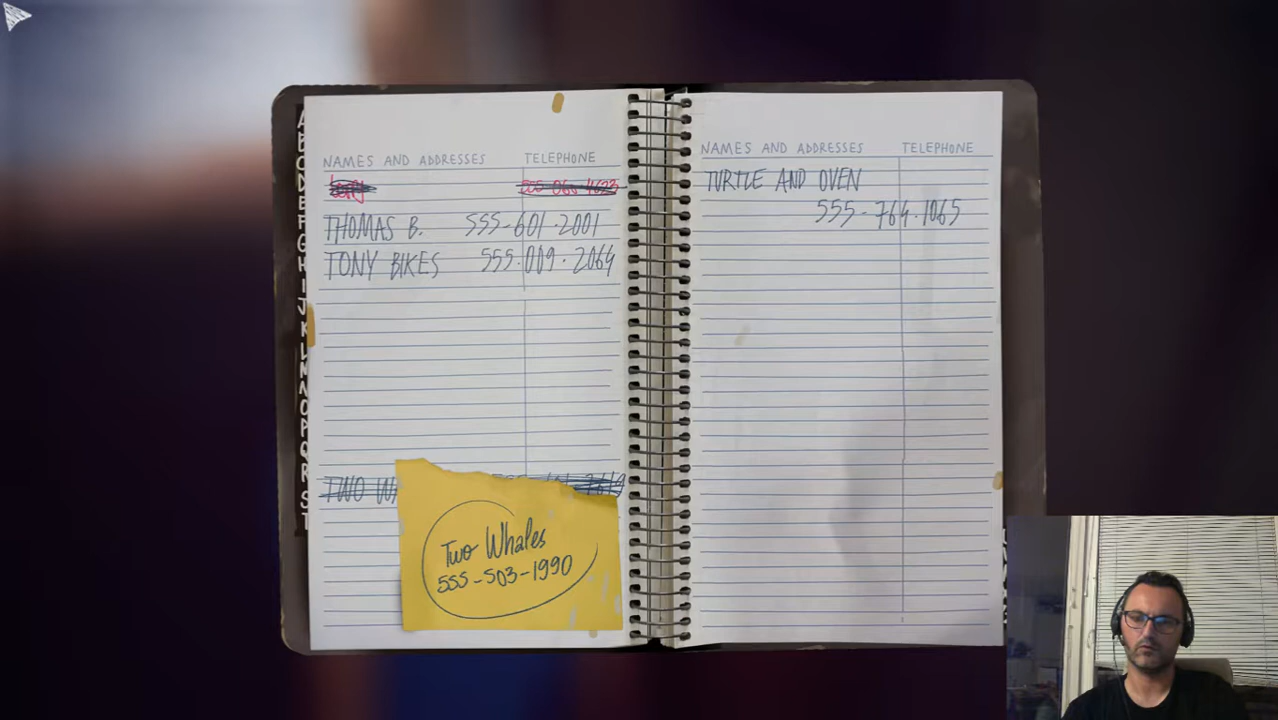 A
B
C
D
E
F
G
H
I
J
K
L
M
N
O
P
Q
R
S
T
NAMES AND ADDRESSES TELEPHONE
THOMAS B. 555-601-2001
TONY BIKES 555-009-2064
TWO
Two Whales
555-503-1990
NAMES AND ADDRESSES TELEPHONE
TURTLE AND OVEN
555-764-1065